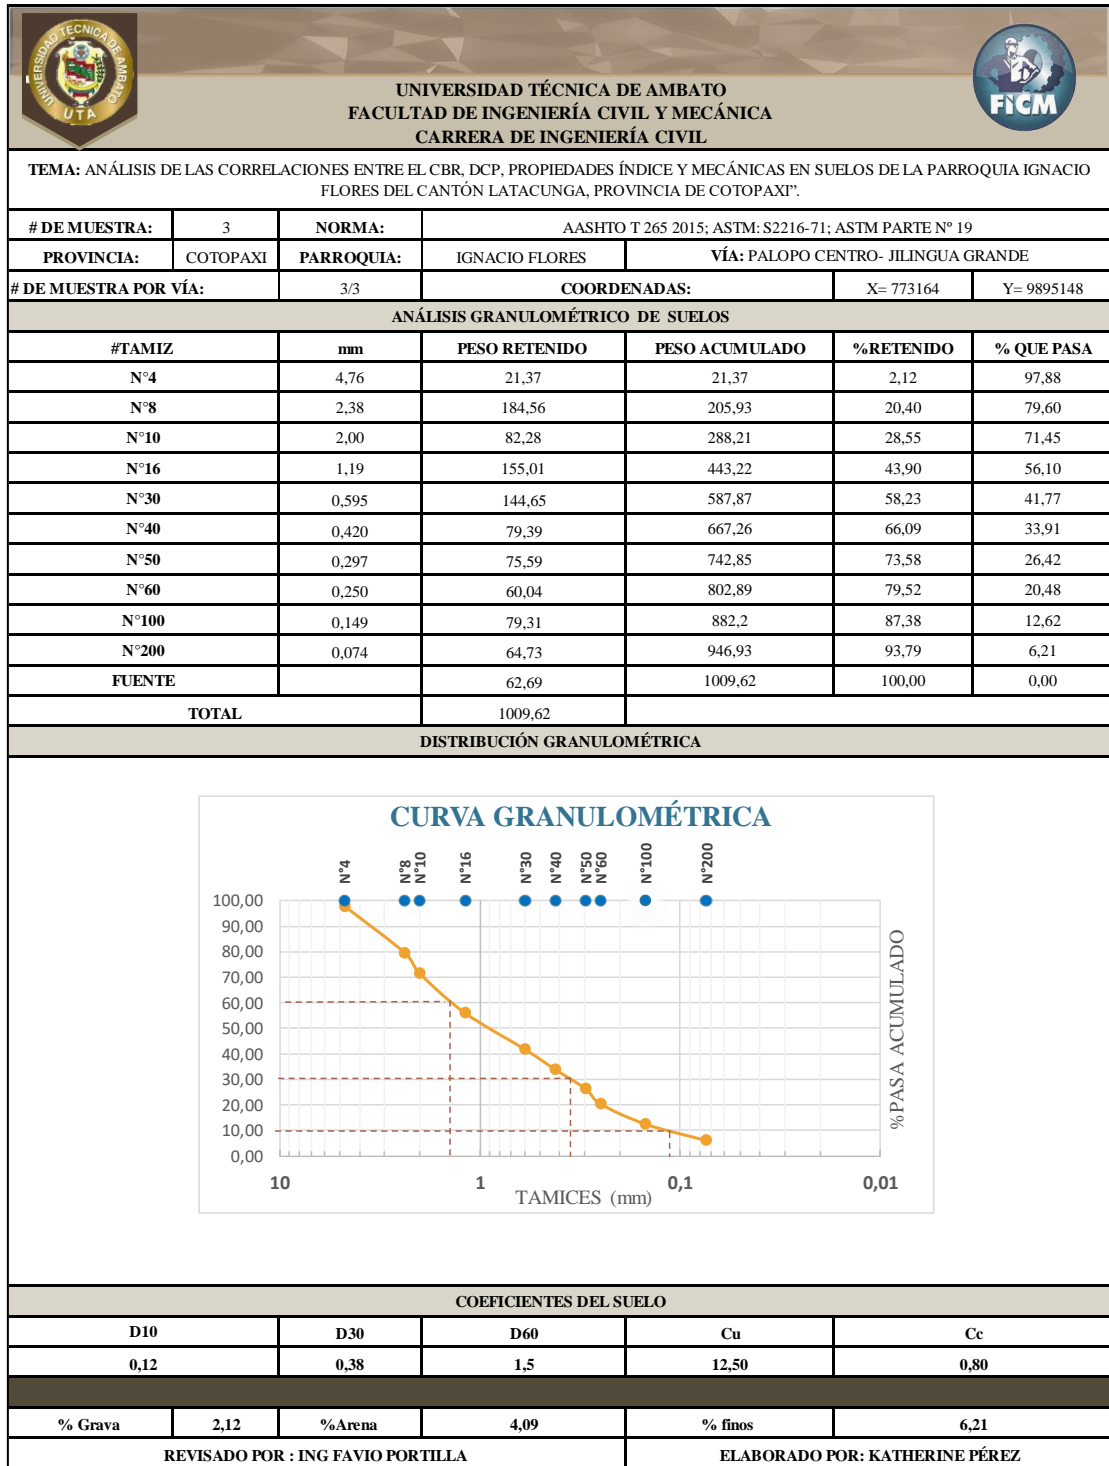 UNIVERSIDAD TÉCNICA DE AMBATO
UTA
FICM
UNIVERSIDAD TÉCNICA DE AMBATO
FACULTAD DE INGENIERÍA CIVIL Y MECÁNICA
CARRERA DE INGENIERÍA CIVIL
TEMA: ANÁLISIS DE LAS CORRELACIONES ENTRE EL CBR, DCP, PROPIEDADES ÍNDICE Y MECÁNICAS EN SUELOS DE LA PARROQUIA IGNACIO
FLORES DEL CANTÓN LATACUNGA, PROVINCIA DE COTOPAXI”.
# DE MUESTRA: 3 NORMA: AASHTO T 265 2015; ASTM: S2216-71; ASTM PARTE Nº 19
PROVINCIA: COTOPAXI PARROQUIA: IGNACIO FLORES VÍA: PALOPO CENTRO- JILINGUA GRANDE
# DE MUESTRA POR VÍA: 3/3 COORDENADAS: X= 773164 Y= 9895148
ANÁLISIS GRANULOMÉTRICO DE SUELOS
#TAMIZ mm PESO RETENIDO PESO ACUMULADO %RETENIDO % QUE PASA
N°4 4,76 21,37 21,37 2,12 97,88
N°8 2,38 184,56 205,93 20,40 79,60
N°10 2,00 82,28 288,21 28,55 71,45
N°16 1,19 155,01 443,22 43,90 56,10
N°30 0,595 144,65 587,87 58,23 41,77
N°40 0,420 79,39 667,26 66,09 33,91
N°50 0,297 75,59 742,85 73,58 26,42
N°60 0,250 60,04 802,89 79,52 20,48
N°100 0,149 79,31 882,2 87,38 12,62
N°200 0,074 64,73 946,93 93,79 6,21
FUENTE 62,69 1009,62 100,00 0,00
TOTAL 1009,62
DISTRIBUCIÓN GRANULOMÉTRICA
CURVA GRANULOMÉTRICA
N°4 N°8 N°10 N°16 N°30 N°40 N°50 N°60 N°100 N°200
100,00
90,00
80,00
70,00
60,00
50,00
40,00
30,00
20,00
10,00
0,00
%PASA ACUMULADO
10 1 0,1 0,01
TAMICES (mm)
COEFICIENTES DEL SUELO
D10 D30 D60 Cu Cc
0,12 0,38 1,5 12,50 0,80
% Grava 2,12 %Arena 4,09 % finos 6,21
REVISADO POR : ING FAVIO PORTILLA ELABORADO POR: KATHERINE PÉREZ